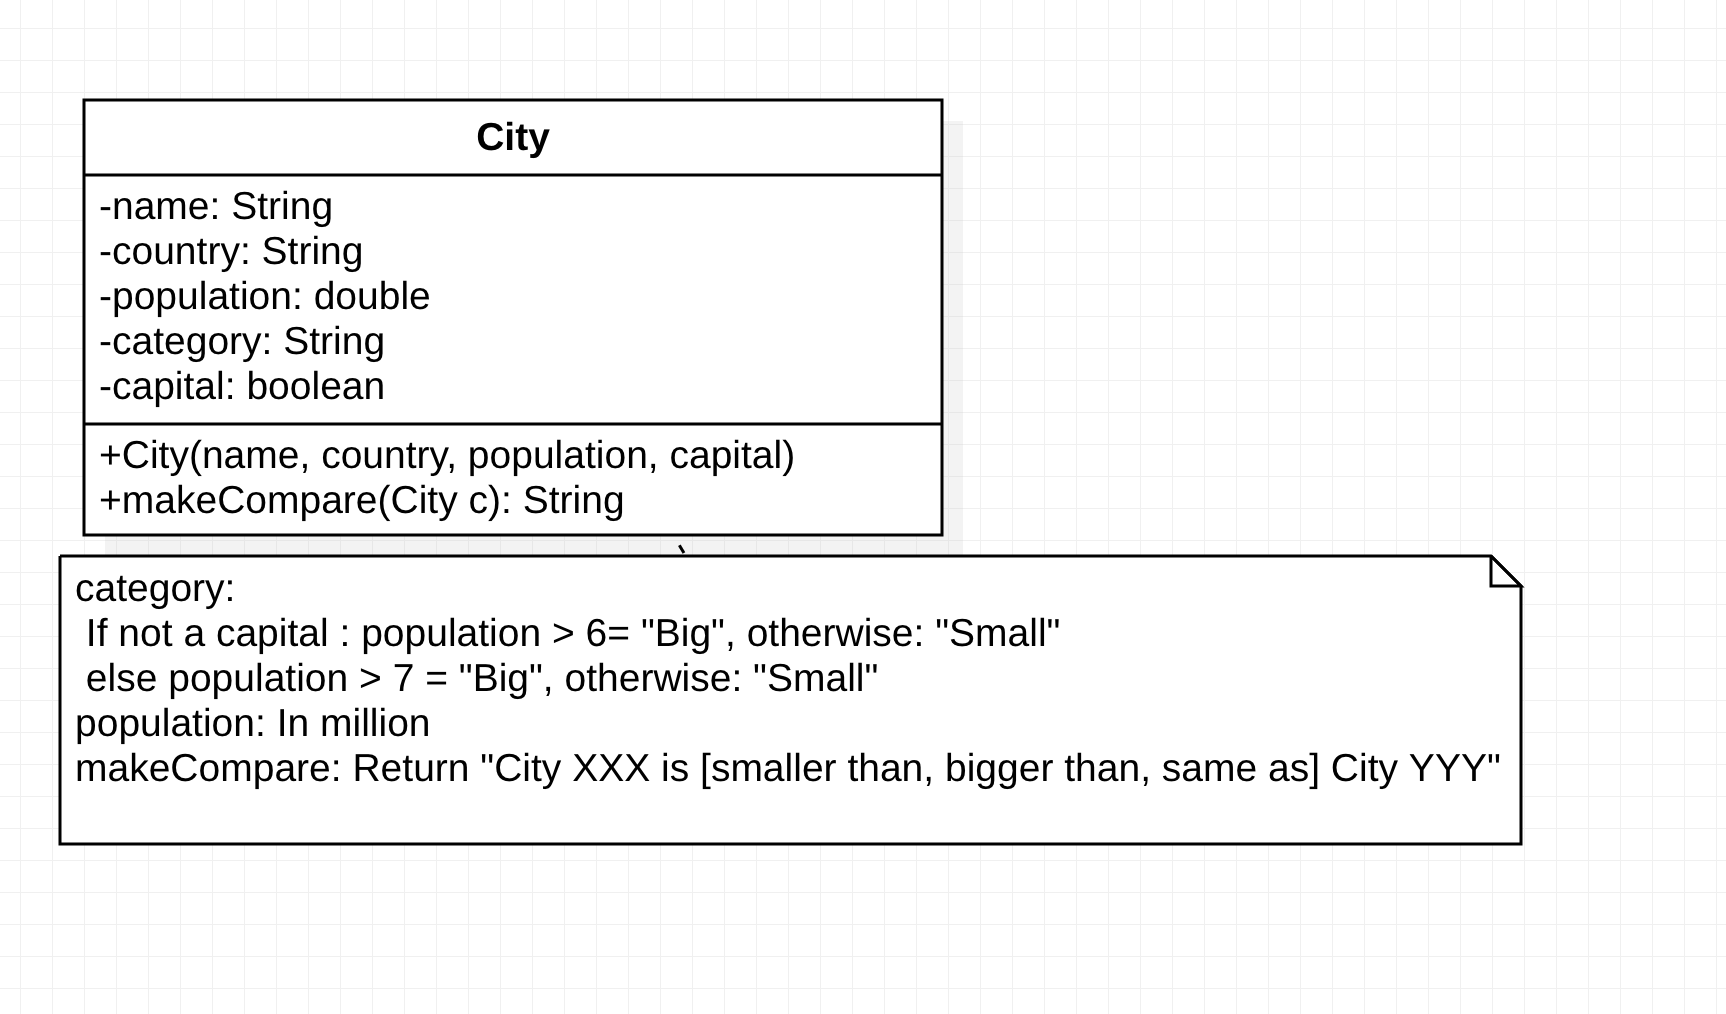 City
-name: String
-country: String
-population: double
-category: String
-capital: boolean
+City(name, country, population, capital)
+makeCompare(City c): String
category:
If not a capital : population > 6= "Big", otherwise: "Small"
else population > 7 = "Big", otherwise: "Small"
population: In million
makeCompare: Return "City XXX is [smaller than, bigger than, same as] City YYY"